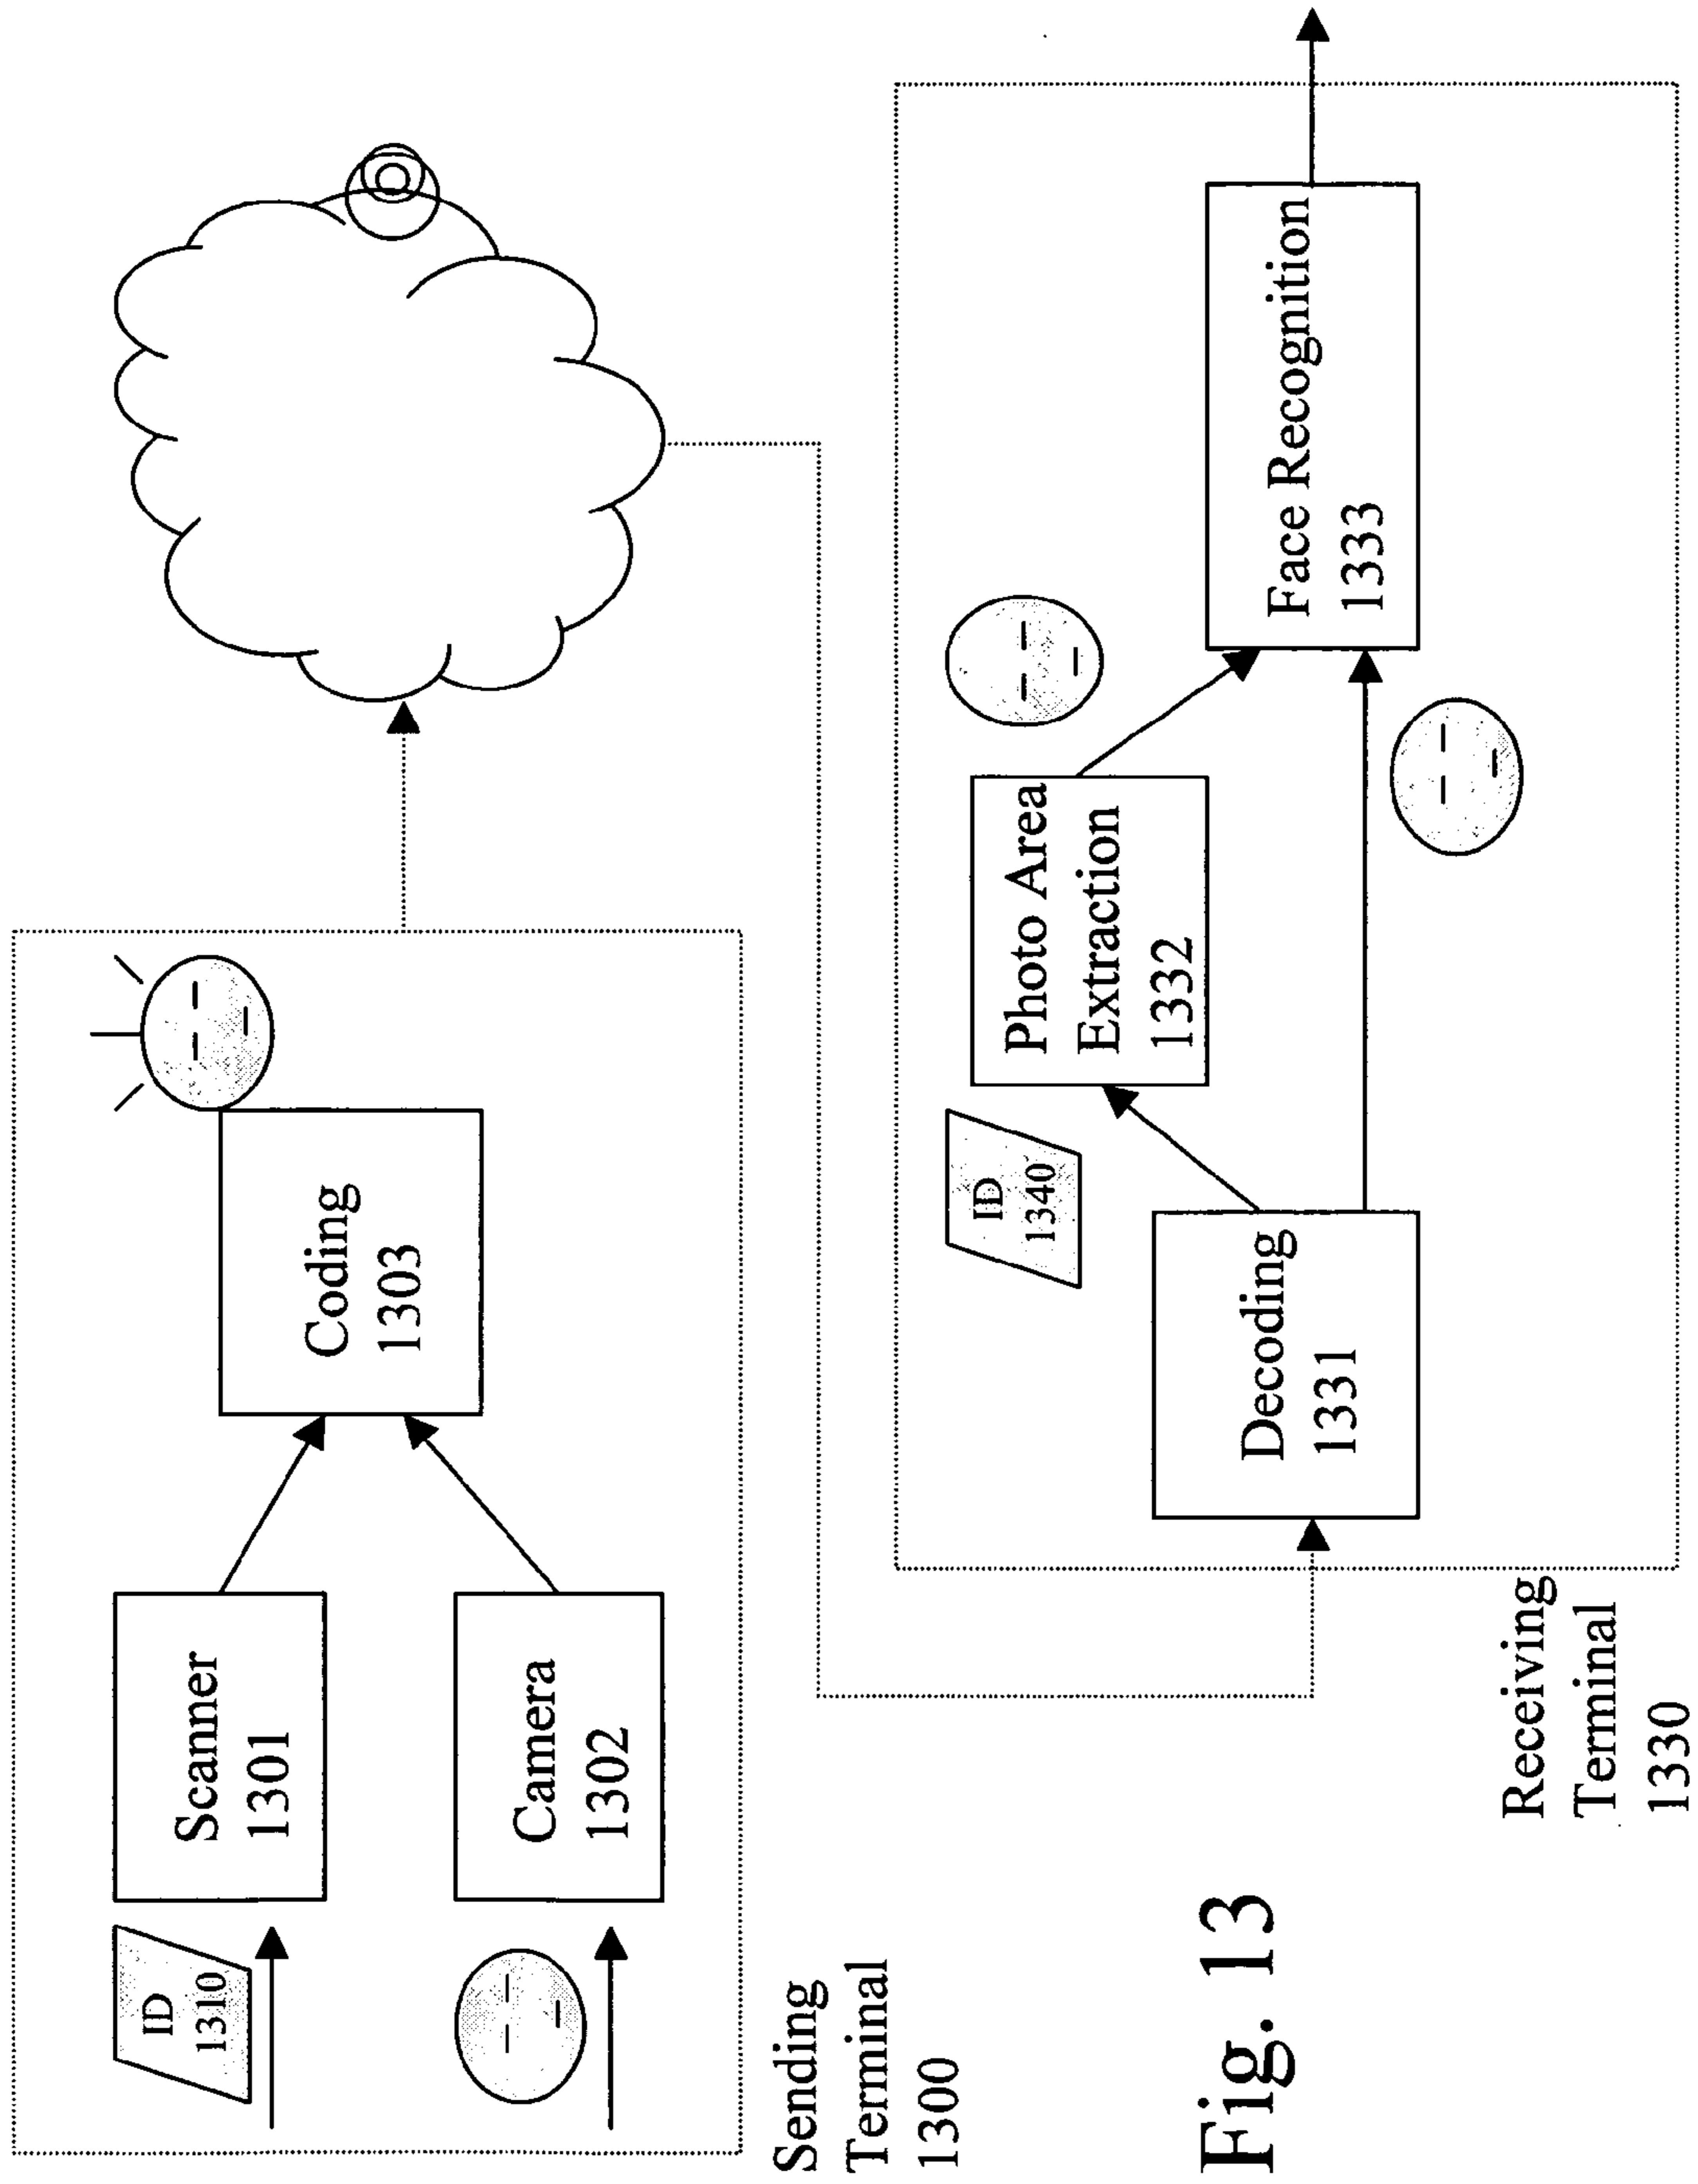 ID
1310
Scanner
1301
Camera
1302
Coding
1303
Sending
Terminal
1300
ID
1340
Photo Area
Extraction
1332
Decoding
1331
Face Recognition
1333
Receiving
Terminal
1330
Fig. 13